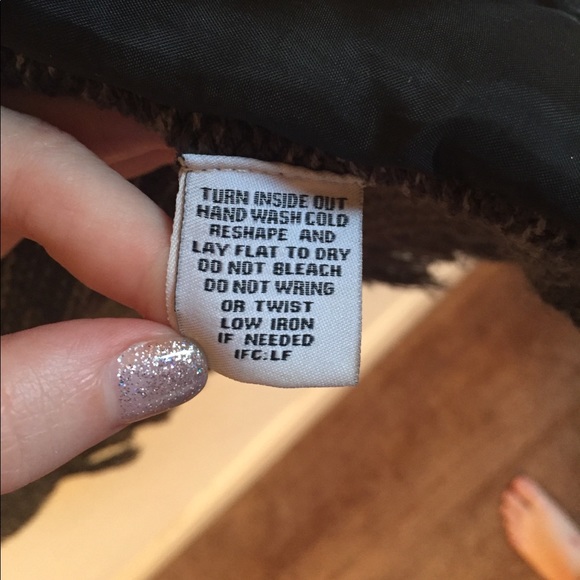 TURN INSIDE OUT
HAND WASH COLD
RESHAPE AND
LAY FLAT TO DRY
DO NOT BLEACH
DO NOT WRING
OR TWIST
LOW IRON
IF NEEDED
IFC:LF